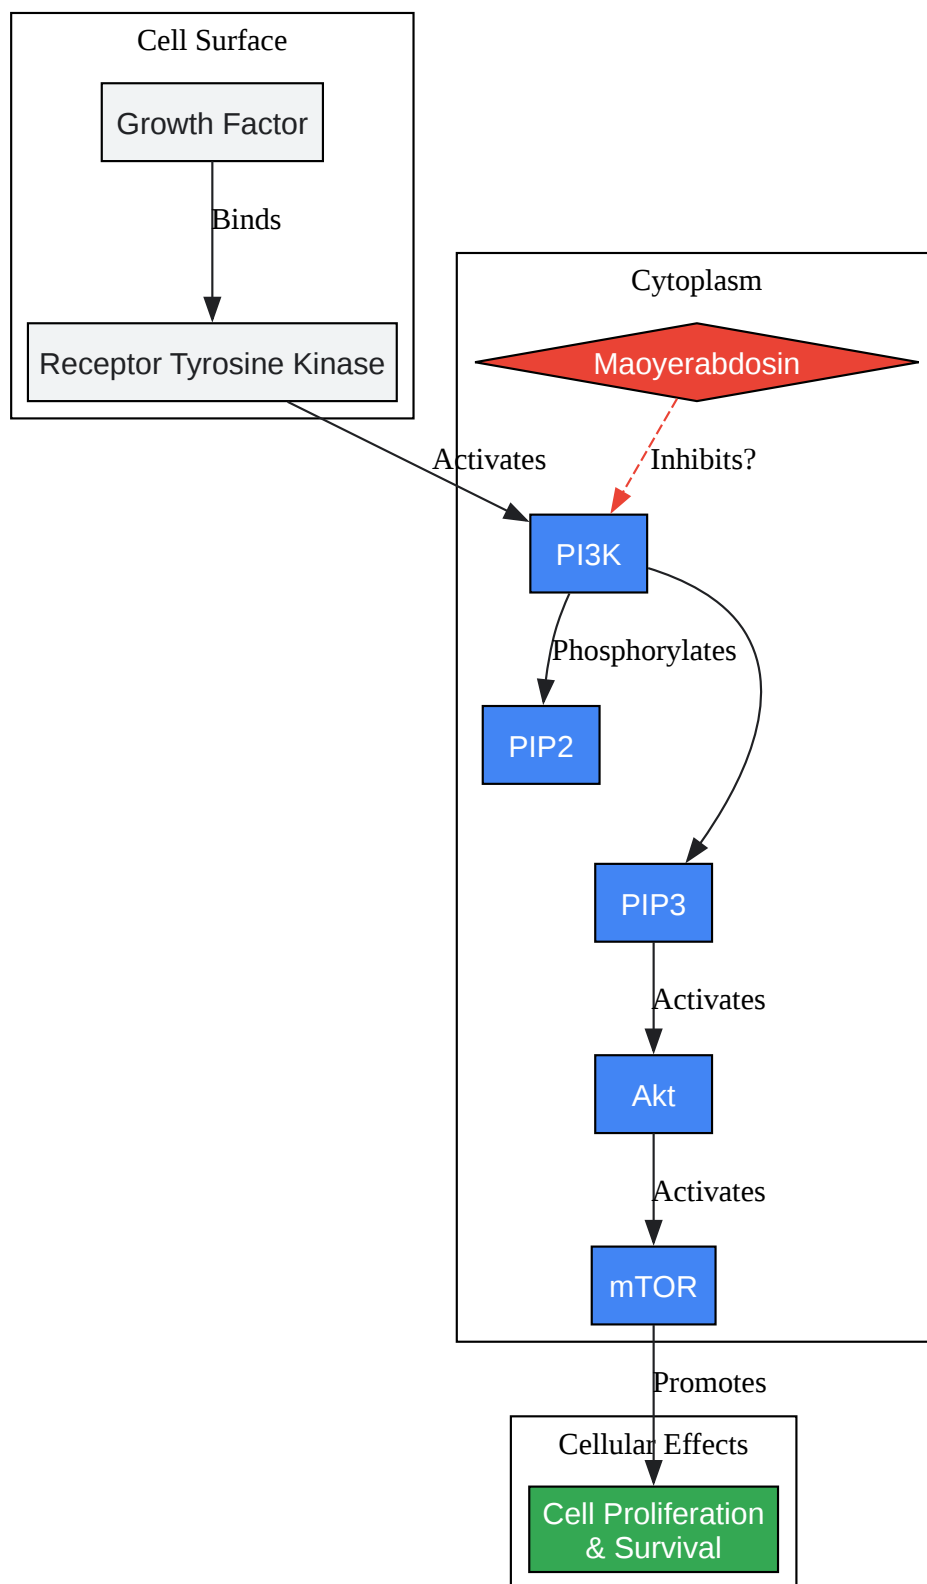 Cell Surface
Growth Factor
Binds
Cytoplasm
Receptor Tyrosine Kinase
Maoyerabdosin
Activates
Inhibits?
PI3K
Phosphorylates
PIP2
PIP3
Activates
Akt
Activates
mTOR
Promotes
Cellular Effects
Cell Proliferation
& Survival